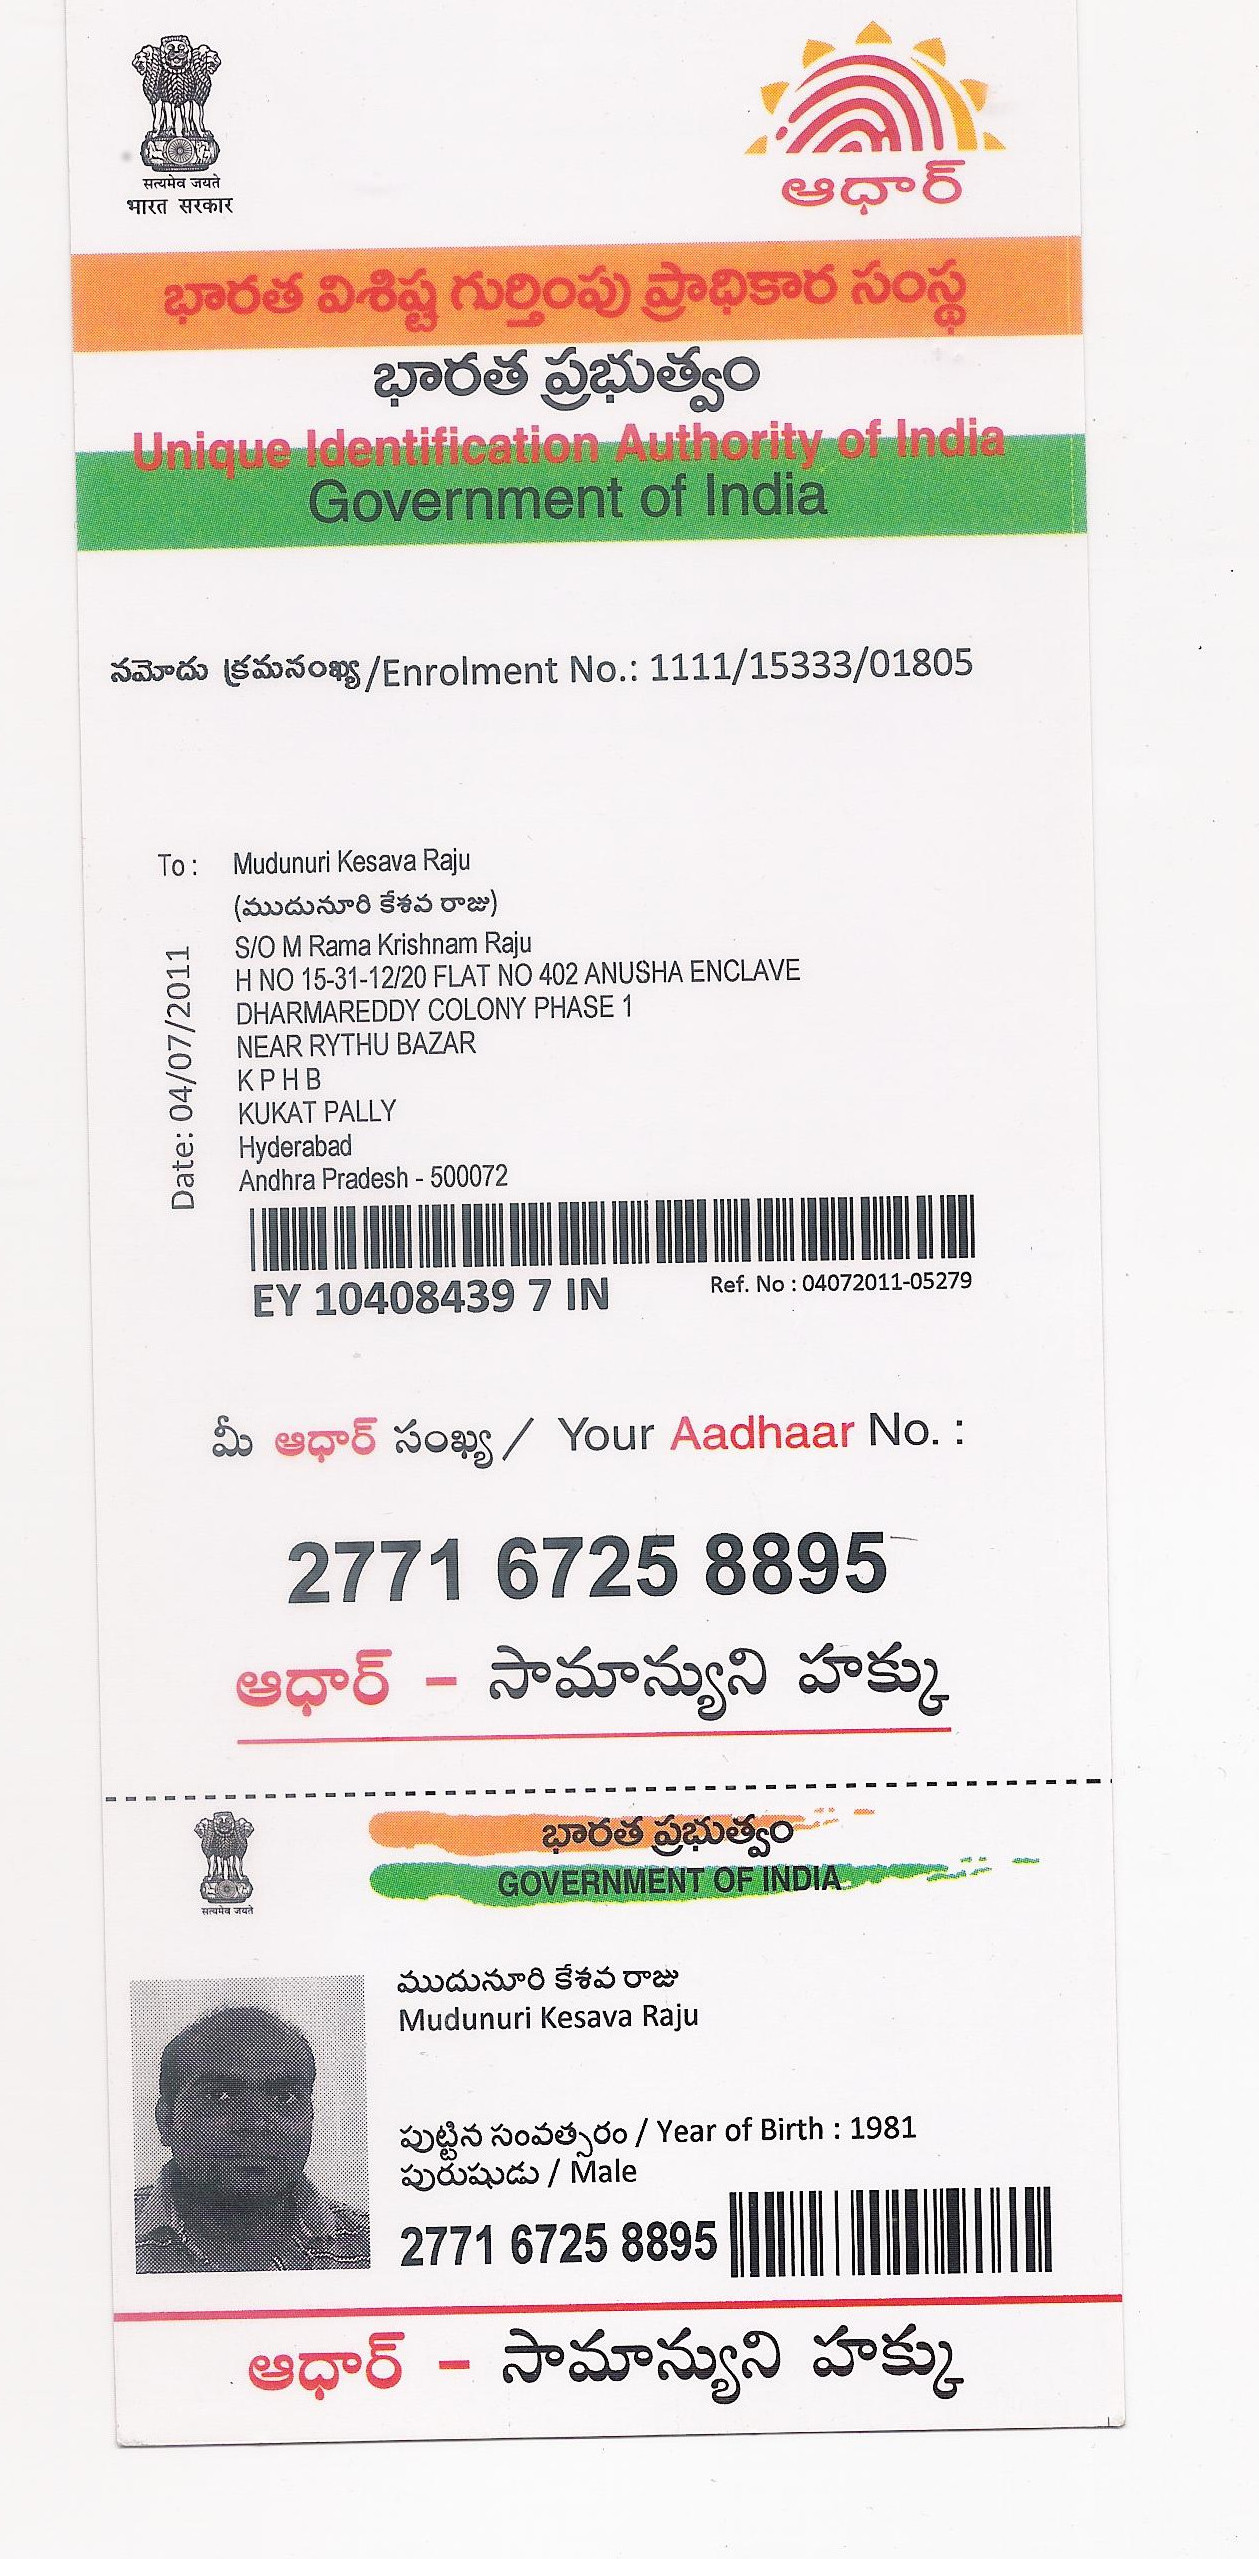 सत्यमेव जयते
भारत सरकार
ఆధార్
భారత విశిష్ట గుర్తింపు ప్రాధికార సంస్థ
భారత ప్రభుత్వం
Unique Identification Authority of India
Government of India
నమోదు క్రమసంఖ్య /Enrolment No.: 1111/15333/01805
To : Mudunuri Kesava Raju
(ముదునూరి కేశవ రాజు)
S/O M Rama Krishnam Raju
H NO 15-31-12/20 FLAT NO 402 ANUSHA ENCLAVE
DHARMAREDDY COLONY PHASE 1
NEAR RYTHU BAZAR
K P H B
KUKAT PALLY
Hyderabad
Andhra Pradesh - 500072
Date: 04/07/2011
EY 10408439 7 IN
Ref. No : 04072011-05279
మీ ఆధార్ సంఖ్య / Your Aadhaar No. :
2771 6725 8895
ఆధార్ – సామాన్యుని హక్కు
సత్యమేవ జయతే
భారత ప్రభుత్వం
GOVERNMENT OF INDIA
ముదునూరి కేశవ రాజు
Mudunuri Kesava Raju
పుట్టిన సంవత్సరం / Year of Birth : 1981
పురుషుడు / Male
2771 6725 8895
ఆధార్ – సామాన్యుని హక్కు